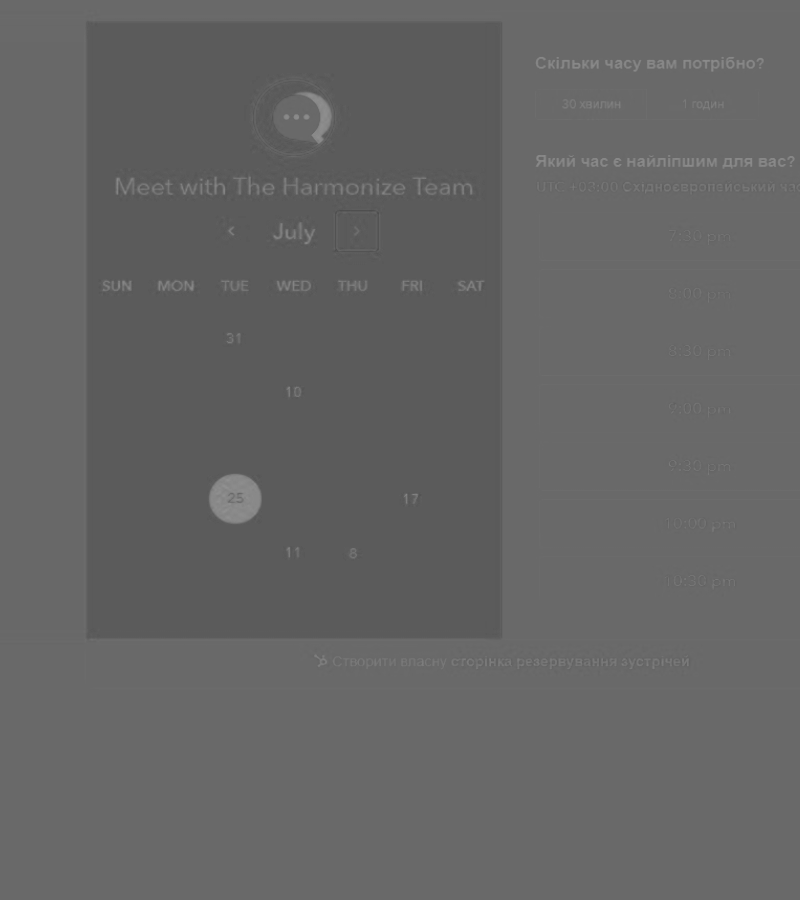 Meet with The Harmonize Team
July
SUN MON TUE WED THU FRI SAT
31
10
25 17
11 8
Скільки часу вам потрібно?
30 хвилин 1 годин
Який час є найліпшим для вас?
UTC +03:00 Східноєвропейський
7:30 pm
8:00 pm
8:30 pm
9:00 pm
9:30 pm
10:00 pm
10:30 pm
Створити власну сторінка резервування зустрічей